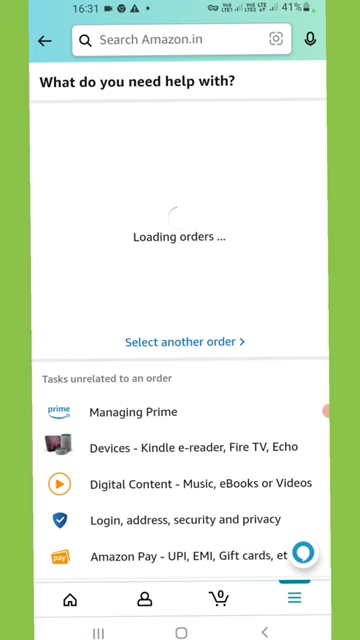 16:31 41%
Search Amazon.in
What do you need help with?
Loading orders ...
Select another order >
Tasks unrelated to an order
prime Managing Prime
Devices - Kindle e-reader, Fire TV, Echo
Digital Content - Music, eBooks or Videos
Login, address, security and privacy
pay Amazon Pay - UPI, EMI, Gift cards, et
0